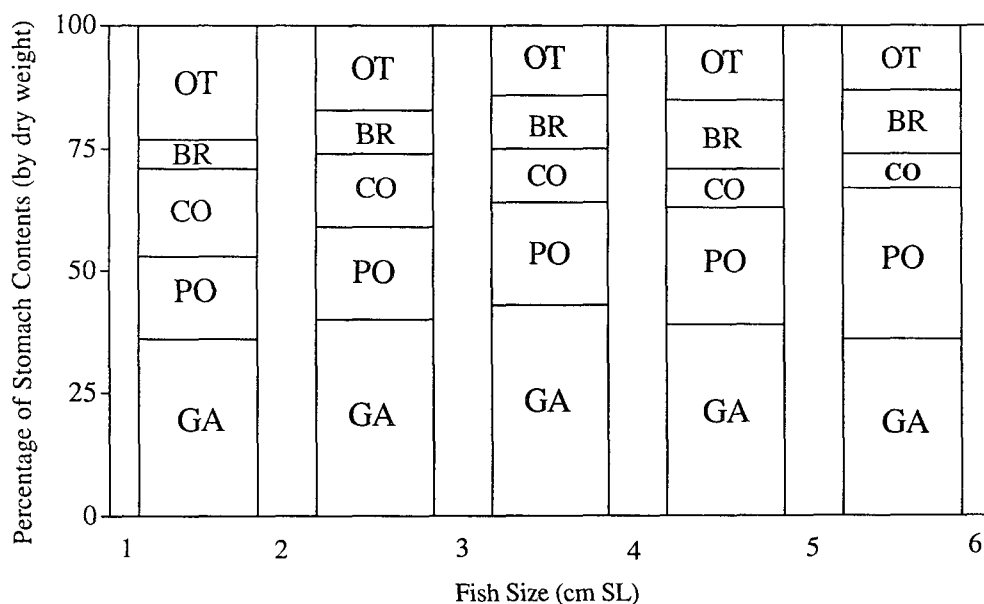 Percentage of Stomach Contents (by dry weight)
100
75
50
25
0
OT
BR
CO
PO
GA
OT
BR
CO
PO
GA
OT
BR
CO
PO
GA
OT
BR
CO
PO
GA
OT
BR
CO
PO
GA
1 2 3 4 5 6
Fish Size (cm SL)